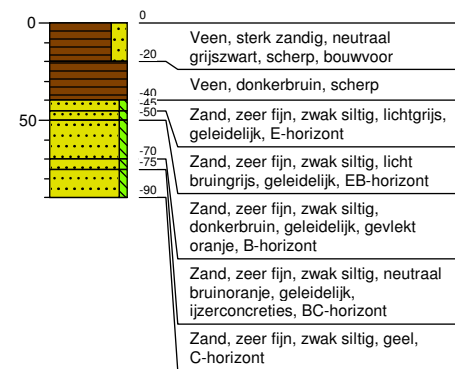 0
0
Veen, sterk zandig, neutraal
grijszwart, scherp, bouwvoor
-20
Veen, donkerbruin, scherp
-40
-45
Zand, zeer fijn, zwak siltig, lichtgrijs,
geleidelijk, E-horizont
50
-50
Zand, zeer fijn, zwak siltig, licht
bruingrijs, geleidelijk, EB-horizont
-70
-75
Zand, zeer fijn, zwak siltig,
donkerbruin, geleidelijk, gevlekt
oranje, B-horizont
-90
Zand, zeer fijn, zwak siltig, neutraal
bruinoranje, geleidelijk,
ijzerconcreties, BC-horizont
Zand, zeer fijn, zwak siltig, geel,
C-horizont